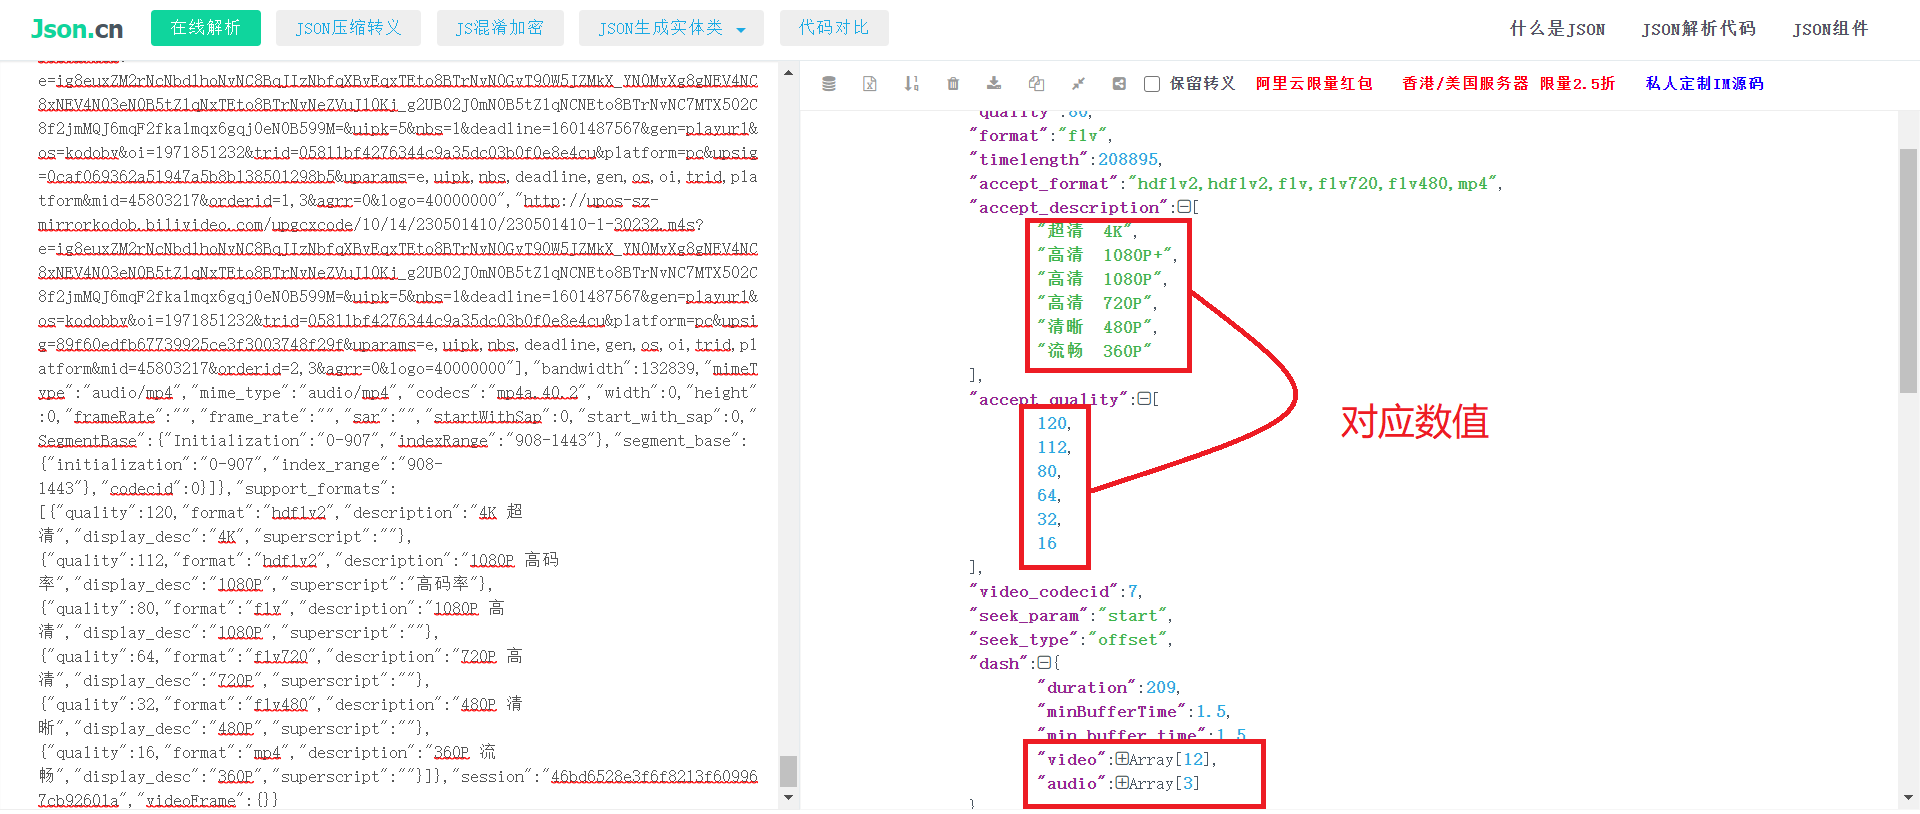 Json.cn
在线解析
JSON压缩转义
JS混淆加密
JSON生成实体类
代码对比
什么是JSON
JSON解析代码
JSON组件
保留转义
阿里云限量红包
香港/美国服务器 限量2.5折
私人定制IM源码
8f2jmMQJ6mqF2fka1mqx6gqj0eN0B599M=&uipk=5&nbs=1&deadline=1601487567&gen=playurl&
os=kodobv&oi=1971851232&trid=05811bf4276344c9a35dc03b0f0e8e4cu&platform=pc&upsig
=0caf069362a51947a5b8b138501298b5&uparams=e,uipk,nbs,deadline,gen,os,oi,trid,pla
tform&mid=45803217&orderid=1,3&agrr=0&logo=40000000","http://upos-sz-
mirrorkodob.bilivideo.com/upgcxcode/10/14/230501410/230501410-1-30232.m4s?
8f2jmMQJ6mqF2fka1mqx6gqj0eN0B599M=&uipk=5&nbs=1&deadline=1601487567&gen=playurl&
os=kodobbv&oi=1971851232&trid=05811bf4276344c9a35dc03b0f0e8e4cu&platform=pc&upsi
g=89f60edfb67739925ce3f3003748f29f&uparams=e,uipk,nbs,deadline,gen,os,oi,trid,pl
atform&mid=45803217&orderid=2,3&agrr=0&logo=40000000"],"bandwidth":132839,"mimeT
ype":"audio/mp4","mime_type":"audio/mp4","codecs":"mp4a.40.2","width":0,"height"
:0,"frameRate":"","frame_rate":"","sar":"","startWithSap":0,"start_with_sap":0,"
SegmentBase":{"Initialization":"0-907","indexRange":"908-1443"},"segment_base":
{"initialization":"0-907","index_range":"908-
1443"},"codecid":0}]},"support_formats":
[{"quality":120,"format":"hdflv2","description":"4K 超
清","display_desc":"4K","superscript":""},
{"quality":112,"format":"hdflv2","description":"1080P 高码
率","display_desc":"1080P","superscript":"高码率"},
{"quality":80,"format":"flv","description":"1080P 高
清","display_desc":"1080P","superscript":""},
{"quality":64,"format":"flv720","description":"720P 高
清","display_desc":"720P","superscript":""},
{"quality":32,"format":"flv480","description":"480P 清
晰","display_desc":"480P","superscript":""},
{"quality":16,"format":"mp4","description":"360P 流
畅","display_desc":"360P","superscript":""}]},"session":"46bd6528e3f6f8213f60996
7cb92601a","videoFrame":{}}
"quality":80,
"format":"flv",
"timelength":208895,
"accept_format":"hdflv2,hdflv2,flv,flv720,flv480,mp4",
"accept_description":[
"超清 4K",
"高清 1080P+",
"高清 1080P",
"高清 720P",
"清晰 480P",
"流畅 360P"
],
"accept_quality":[
120,
112,
80,
64,
32,
16
],
对应数值
"video_codecid":7,
"seek_param":"start",
"seek_type":"offset",
"dash":{
"duration":209,
"minBufferTime":1.5,
"min_buffer_time":1.5
"video":Array[12],
"audio":Array[3]
}